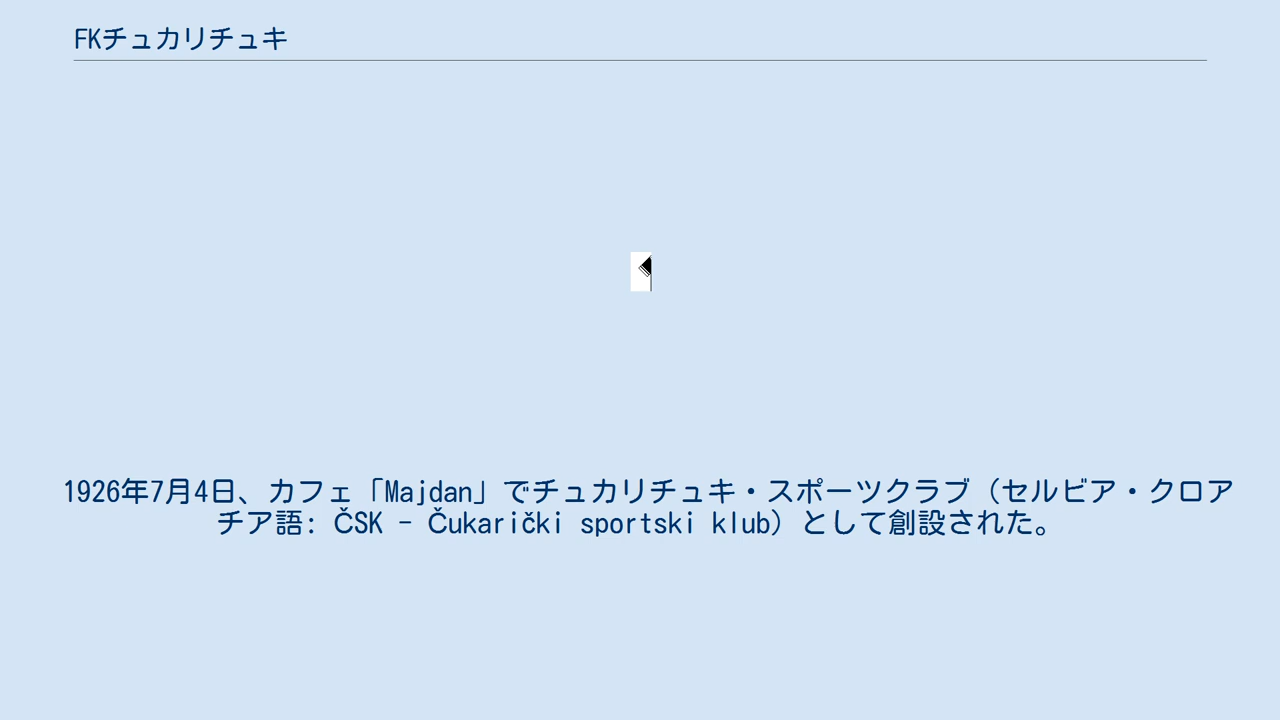 FKチュカリチュキ
1926年7月4日、カフェ「Majdan」でチュカリチュキ・スポーツクラブ（セルビア・クロア
チア語: ČSK - Čukarički sportski klub）として創設された。